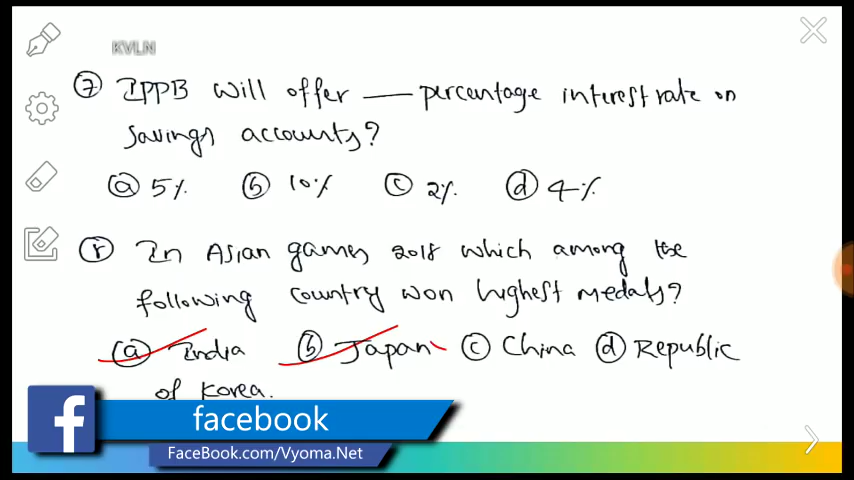 KVLN
⑦ IPPB will offer — percentage interest rate on
savings accounts?
ⓐ 5% ⓑ 10% ⓒ 2% ⓓ 4%
⑧ In Asian games 2018 which among the
following country won highest medals?
ⓐ India ⓑ Japan ⓒ China ⓓ Republic
of Korea.
facebook
FaceBook.com/Vyoma.Net